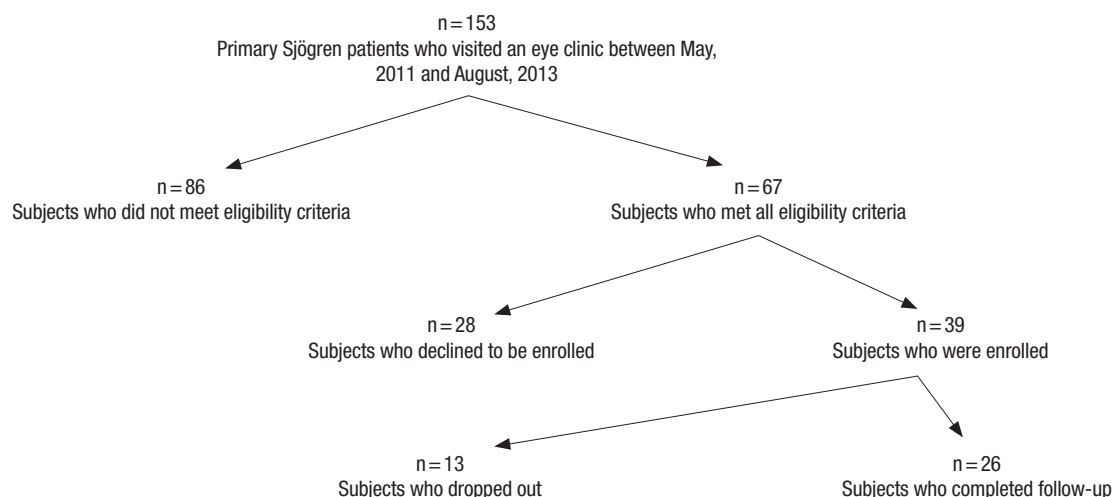 n=153
Primary Sjögren patients who visited an eye clinic between May,
2011 and August, 2013
n=86
Subjects who did not meet eligibility criteria
n=67
Subjects who met all eligibility criteria
n=28
Subjects who declined to be enrolled
n=39
Subjects who were enrolled
n=13
Subjects who dropped out
n=26
Subjects who completed follow-up